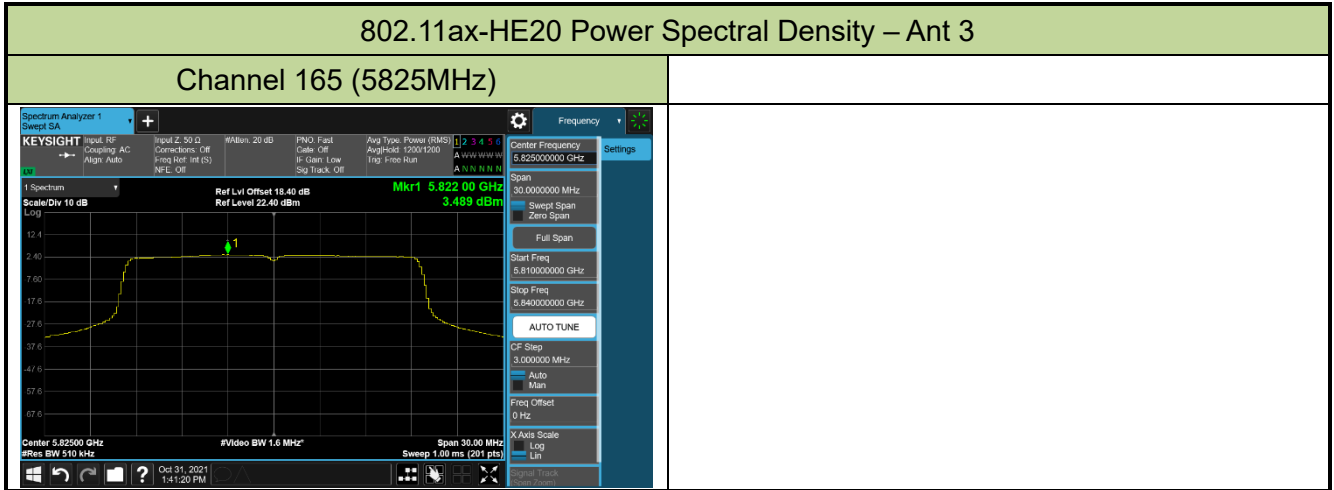 802.11ax-HE20 Power Spectral Density – Ant 3
Channel 165 (5825MHz)
Spectrum Analyzer 1
Swept SA
Frequency
KEYSIGHT
Input: RF
Coupling: AC
Align: Auto
Input Z: 50 Ω
Corrections: Off
Freq Ref: Int (S)
NFE: Off
#Atten: 20 dB
PNO: Fast
Gate: Off
IF Gain: Low
Sig Track: Off
Avg Type: Power (RMS)
Avg|Hold: 1200/1200
Trig: Free Run
1 2 3 4 5 6
A W W W W W
A N N N N N
1 Spectrum
Scale/Div 10 dB
Log
Ref Lvl Offset 18.40 dB
Ref Level 22.40 dBm
Mkr1 5.822 00 GHz
3.489 dBm
12.4
2.40
-7.60
-17.6
-27.6
-37.6
-47.6
-57.6
-67.6
1
Center 5.82500 GHz
#Res BW 510 kHz
#Video BW 1.6 MHz*
Span 30.00 MHz
Sweep 1.00 ms (201 pts)
Center Frequency
5.825000000 GHz
Settings
Span
30.0000000 MHz
Swept Span
Zero Span
Full Span
Start Freq
5.810000000 GHz
Stop Freq
5.840000000 GHz
AUTO TUNE
CF Step
3.000000 MHz
Auto
Man
Freq Offset
0 Hz
X Axis Scale
Log
Lin
Signal Track
(Span Zoom)
?
Oct 31, 2021
1:41:20 PM